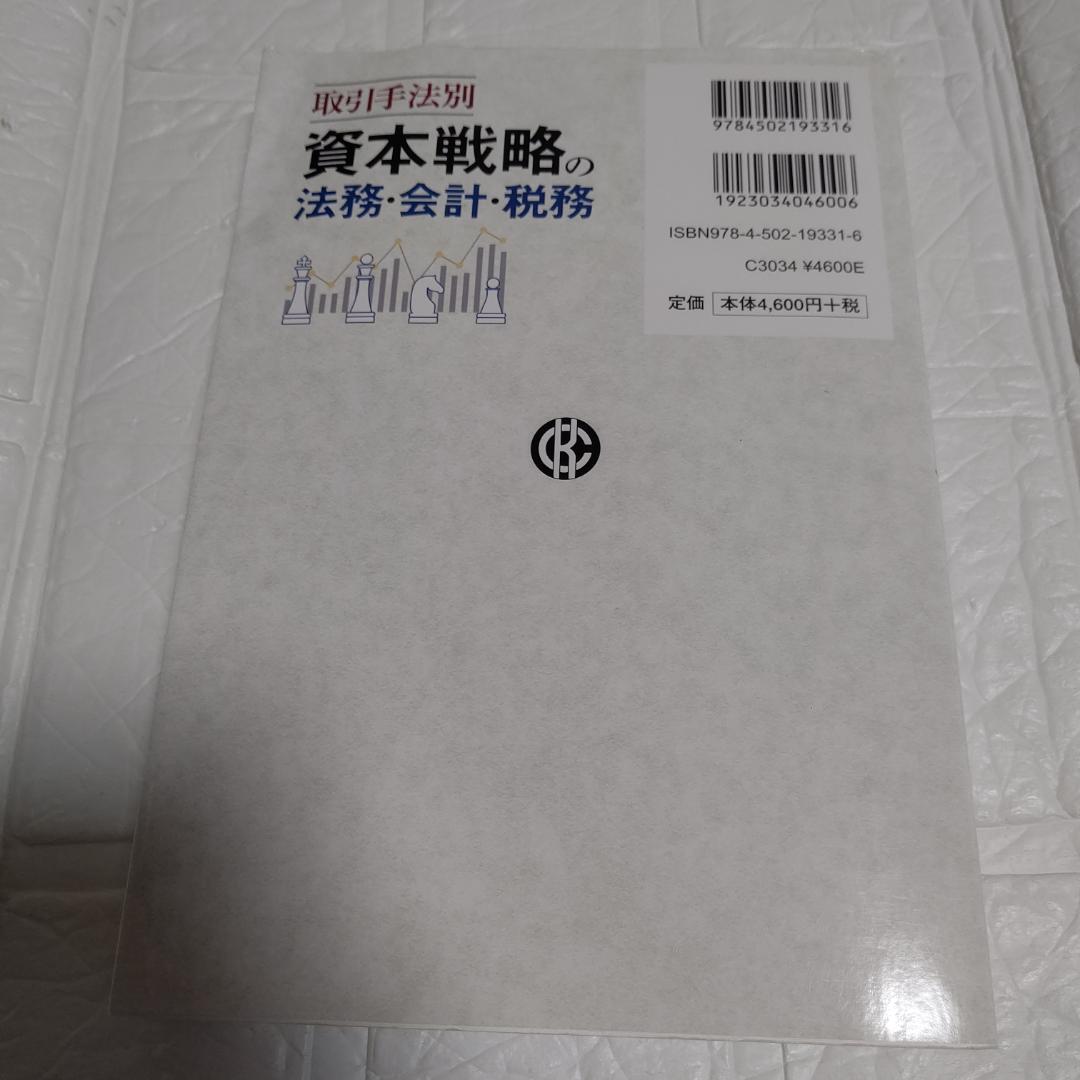 取引手法別
資本戦略の
法務・会計・税務
9784502193316
1923034046006
ISBN978-4-502-19331-6
C3034 ¥4600E
定価 本体4,600円+税